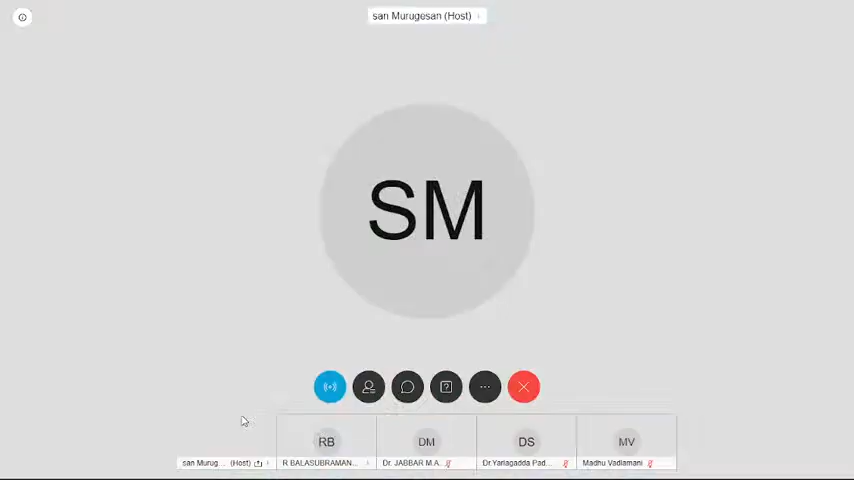 san Murugesan (Host)
SM
RB
DM
DS
MV
san Murug... (Host)
R BALASUBRAMAN...
Dr. JABBAR M.A.
Dr.Yarlagadda Pad...
Madhu Vadlamani